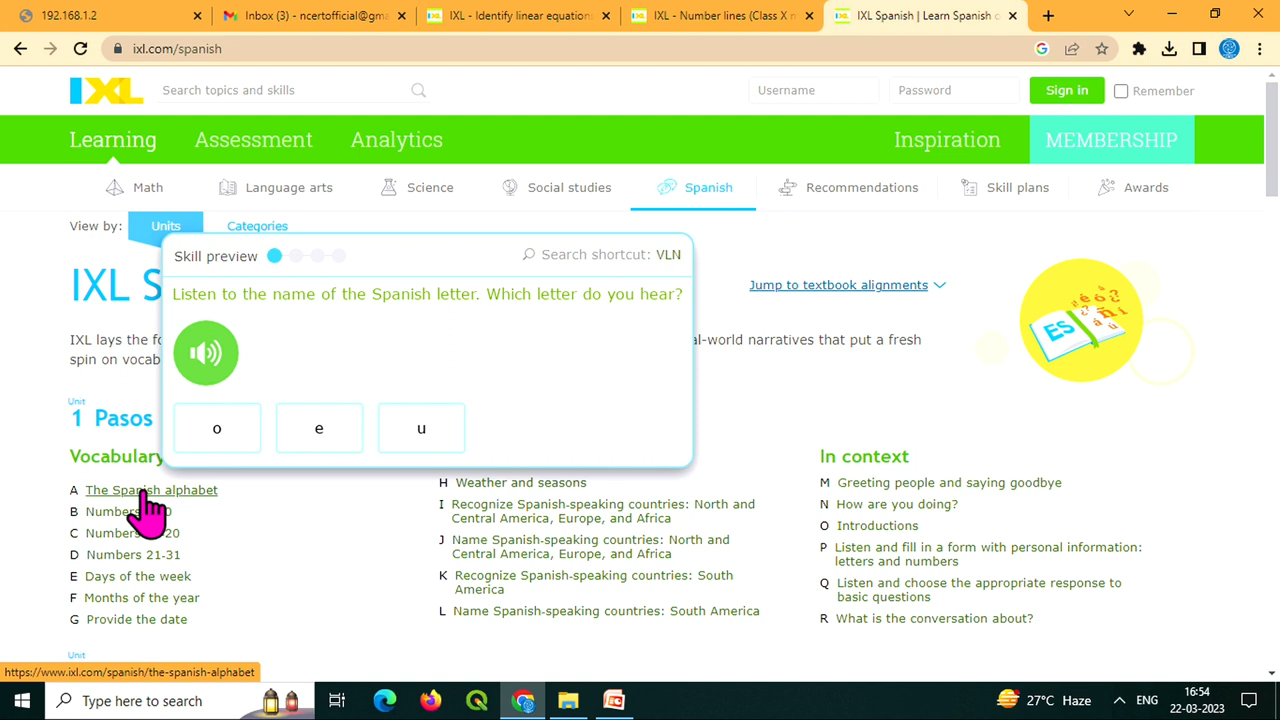 192.168.1.2
Inbox (3) - ncertofficial@gma
IXL - Identify linear equations
IXL - Number lines (Class X m
IXL Spanish | Learn Spanish o
ixl.com/spanish
IXL
Search topics and skills
Username
Password
Sign in
Remember
Learning
Assessment
Analytics
Inspiration
MEMBERSHIP
Math
Language arts
Science
Social studies
Spanish
Recommendations
Skill plans
Awards
View by:
Units
Categories
Skill preview
Search shortcut: VLN
Listen to the name of the Spanish letter. Which letter do you hear?
o
e
u
IXL S
Jump to textbook alignments
ES
IXL lays the fo
al-world narratives that put a fresh
spin on vocab
Unit
1 Pasos
Vocabulary
A The Spanish alphabet
B Numbers
0
C Numbers
-20
D Numbers 21-31
E Days of the week
F Months of the year
G Provide the date
H Weather and seasons
I Recognize Spanish-speaking countries: North and
Central America, Europe, and Africa
J Name Spanish-speaking countries: North and
Central America, Europe, and Africa
K Recognize Spanish-speaking countries: South
America
L Name Spanish-speaking countries: South America
In context
M Greeting people and saying goodbye
N How are you doing?
O Introductions
P Listen and fill in a form with personal information:
letters and numbers
Q Listen and choose the appropriate response to
basic questions
R What is the conversation about?
Unit
https://www.ixl.com/spanish/the-spanish-alphabet
Type here to search
27°C Haze
ENG
16:54
22-03-2023